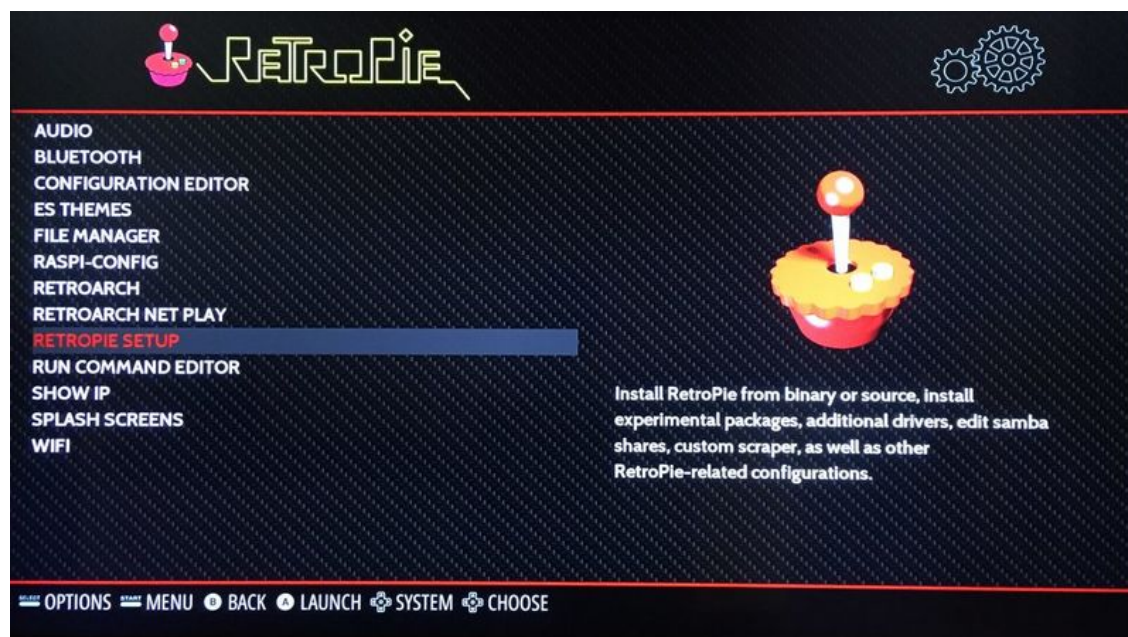 RETROPIE
AUDIO
BLUETOOTH
CONFIGURATION EDITOR
ES THEMES
FILE MANAGER
RASPI-CONFIG
RETROARCH
RETROARCH NET PLAY
RETROPIE SETUP
RUN COMMAND EDITOR
SHOW IP
SPLASH SCREENS
WIFI
Install RetroPie from binary or source, install
experimental packages, additional drivers, edit samba
shares, custom scraper, as well as other
RetroPie-related configurations.
SELECT OPTIONS START MENU B BACK A LAUNCH SYSTEM CHOOSE